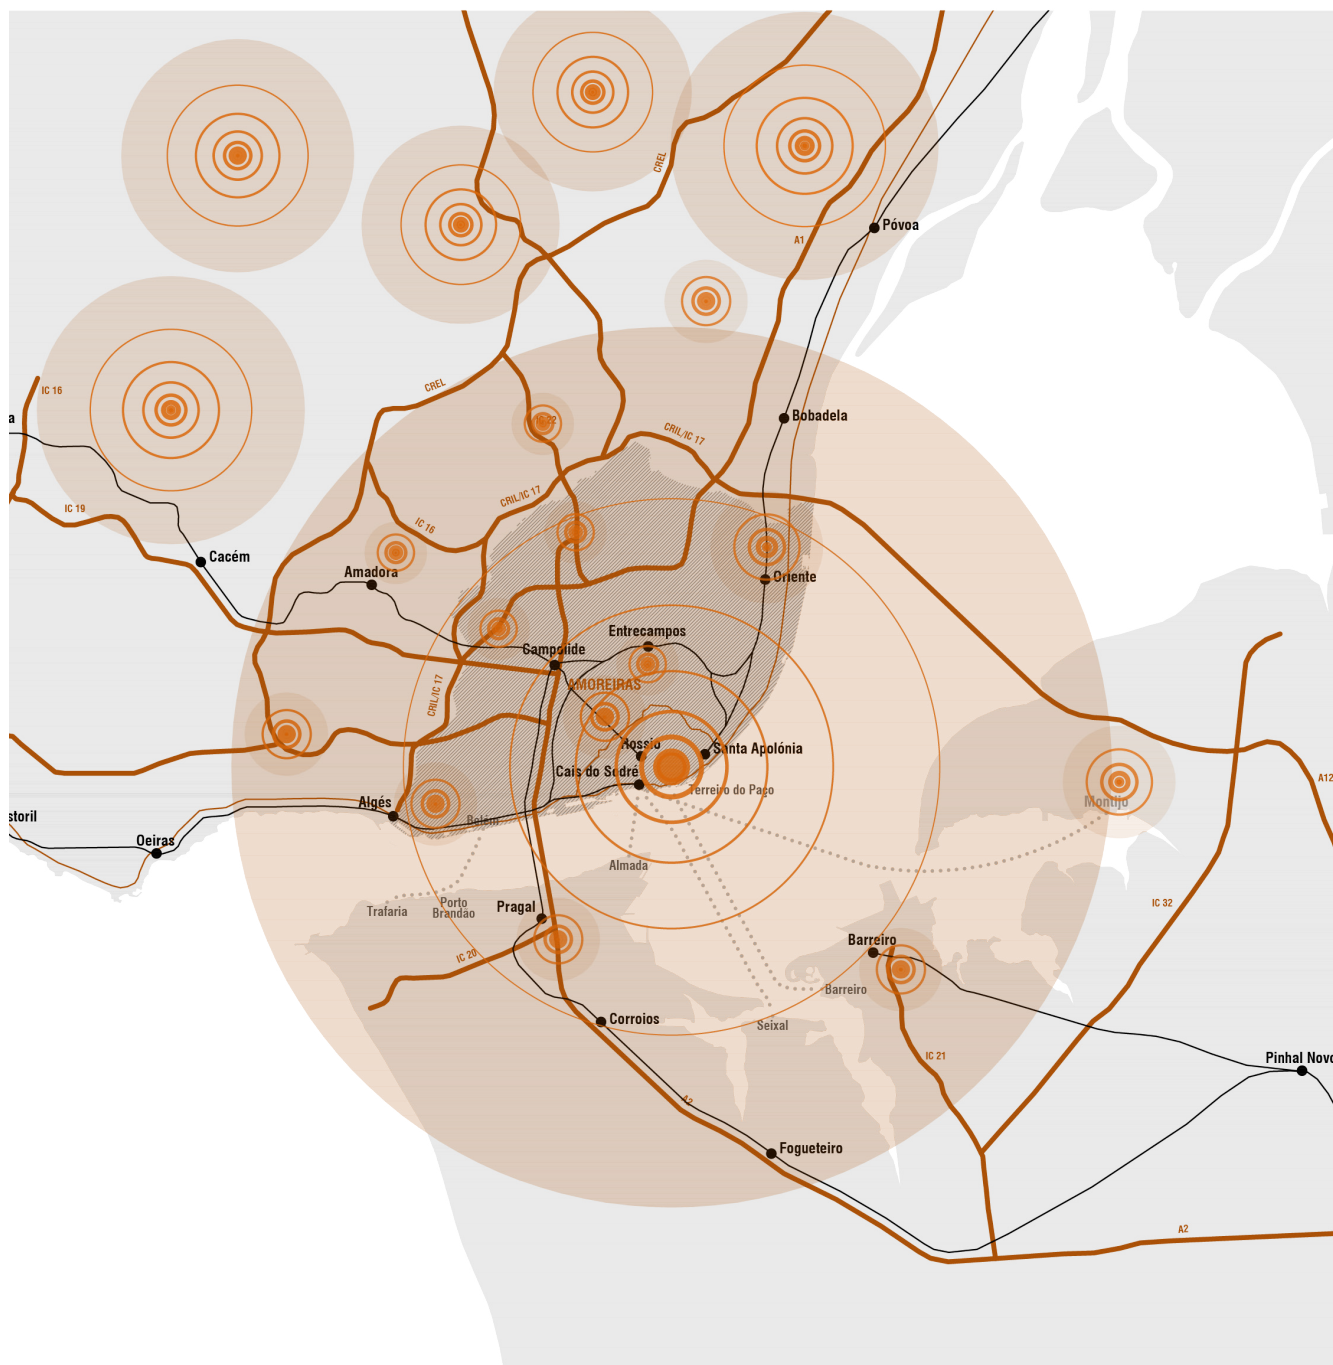 CREL
Póvoa
A1
IC 16
CREL
a
IC 22
Bobadela
CRIL/IC 17
CRIL/IC 17
IC 19
IC 16
Cacém
Amadora
Oriente
Entrecampos
Campolide
AMOREIRAS
CRIL/IC 17
Rossio
Santa Apolónia
Cais do Sodré
A12
Terreiro do Paço
Algés
Montijo
storil
Belém
Oeiras
Almada
Trafaria
Porto
Brandão
Pragal
IC 32
Barreiro
IC 20
Barreiro
Corroios
Seixal
IC 21
Pinhal Novo
A2
Fogueteiro
A2